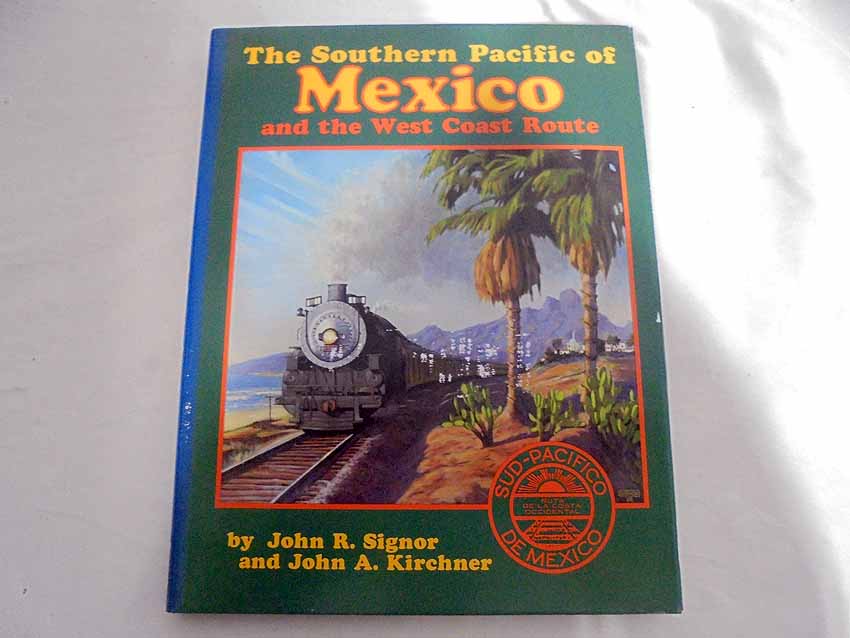 The Southern Pacific of
Mexico
and the West Coast Route
SUD-PACIFICO
RUTA
DE LA COSTA
OCCIDENTAL
DE MEXICO
by John R. Signor
and John A. Kirchner